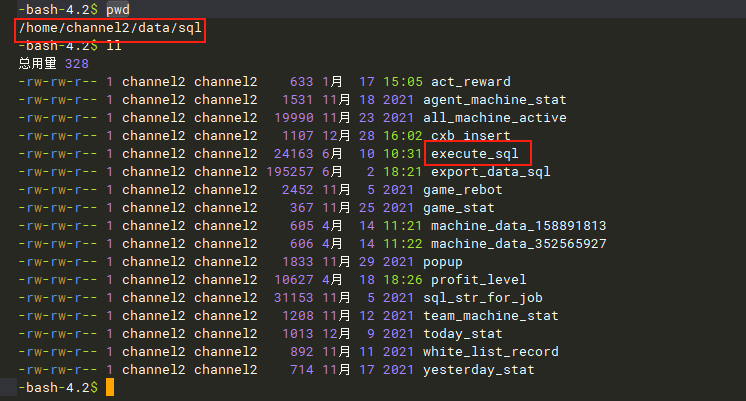 -bash-4.2$ pwd
/home/channel2/data/sql
-bash-4.2$ ll
总用量 328
-rw-rw-r-- 1 channel2 channel2 633 1月 17 15:05 act_reward
-rw-rw-r-- 1 channel2 channel2 1531 11月 18 2021 agent_machine_stat
-rw-rw-r-- 1 channel2 channel2 19990 11月 23 2021 all_machine_active
-rw-rw-r-- 1 channel2 channel2 1107 12月 28 16:02 cxb_insert
-rw-rw-r-- 1 channel2 channel2 24163 6月 10 10:31 execute_sql
-rw-rw-r-- 1 channel2 channel2 195257 6月 2 18:21 export_data_sql
-rw-rw-r-- 1 channel2 channel2 2452 11月 5 2021 game_rebot
-rw-rw-r-- 1 channel2 channel2 367 11月 25 2021 game_stat
-rw-rw-r-- 1 channel2 channel2 605 4月 14 11:21 machine_data_158891813
-rw-rw-r-- 1 channel2 channel2 606 4月 14 11:22 machine_data_352565927
-rw-rw-r-- 1 channel2 channel2 1833 11月 29 2021 popup
-rw-rw-r-- 1 channel2 channel2 10627 4月 18 18:26 profit_level
-rw-rw-r-- 1 channel2 channel2 31153 11月 5 2021 sql_str_for_job
-rw-rw-r-- 1 channel2 channel2 1208 11月 12 2021 team_machine_stat
-rw-rw-r-- 1 channel2 channel2 1013 12月 9 2021 today_stat
-rw-rw-r-- 1 channel2 channel2 892 11月 11 2021 white_list_record
-rw-rw-r-- 1 channel2 channel2 714 11月 17 2021 yesterday_stat
-bash-4.2$